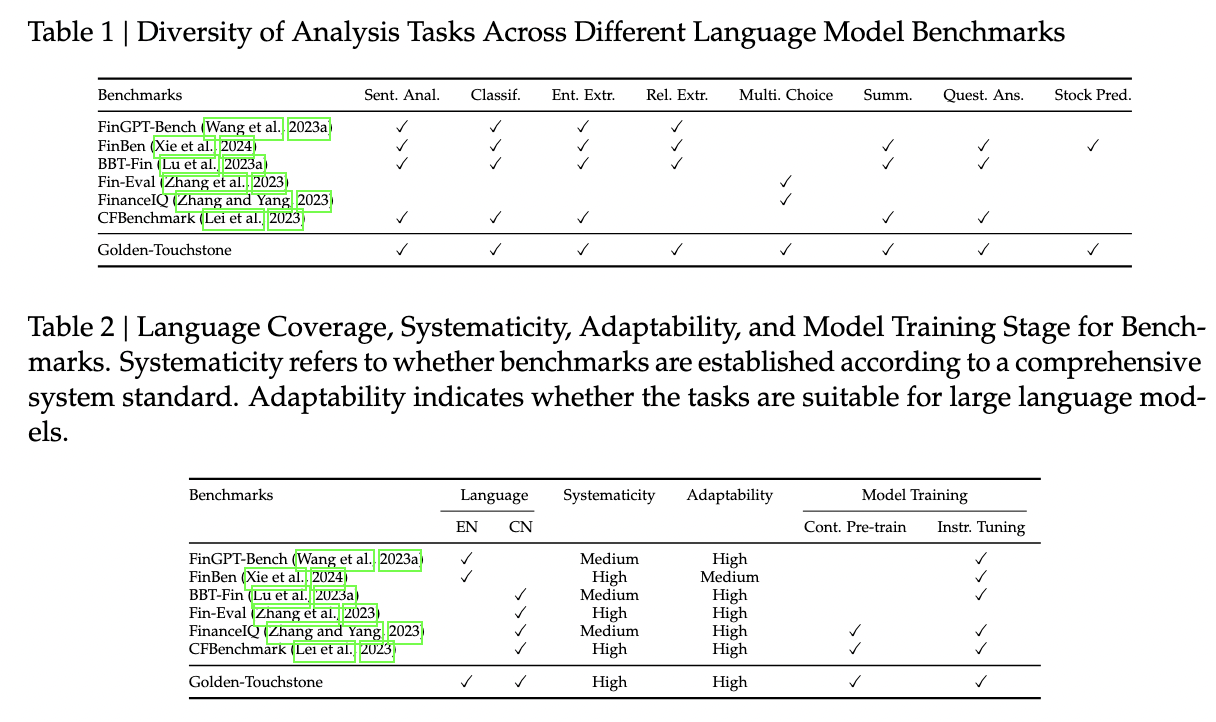 Table 1 | Diversity of Analysis Tasks Across Different Language Model Benchmarks
Benchmarks Sent. Anal. Classif. Ent. Extr. Rel. Extr. Multi. Choice Summ. Quest. Ans. Stock Pred.
FinGPT-Bench (Wang et al., 2023a) ✓ ✓ ✓ ✓
FinBen (Xie et al., 2024) ✓ ✓ ✓ ✓ ✓ ✓ ✓
BBT-Fin (Lu et al., 2023a) ✓ ✓ ✓ ✓ ✓ ✓
Fin-Eval (Zhang et al., 2023) ✓
FinanceIQ (Zhang and Yang, 2023) ✓
CFBenchmark (Lei et al., 2023) ✓ ✓ ✓ ✓ ✓
Golden-Touchstone ✓ ✓ ✓ ✓ ✓ ✓ ✓ ✓
Table 2 | Language Coverage, Systematicity, Adaptability, and Model Training Stage for Bench-
marks. Systematicity refers to whether benchmarks are established according to a comprehensive
system standard. Adaptability indicates whether the tasks are suitable for large language mod-
els.
Benchmarks Language Systematicity Adaptability Model Training
EN CN Cont. Pre-train Instr. Tuning
FinGPT-Bench (Wang et al., 2023a) ✓ Medium High ✓
FinBen (Xie et al., 2024) ✓ High Medium ✓
BBT-Fin (Lu et al., 2023a) ✓ Medium High ✓
Fin-Eval (Zhang et al., 2023) ✓ High High
FinanceIQ (Zhang and Yang, 2023) ✓ Medium High ✓ ✓
CFBenchmark (Lei et al., 2023) ✓ High High ✓ ✓
Golden-Touchstone ✓ ✓ High High ✓ ✓